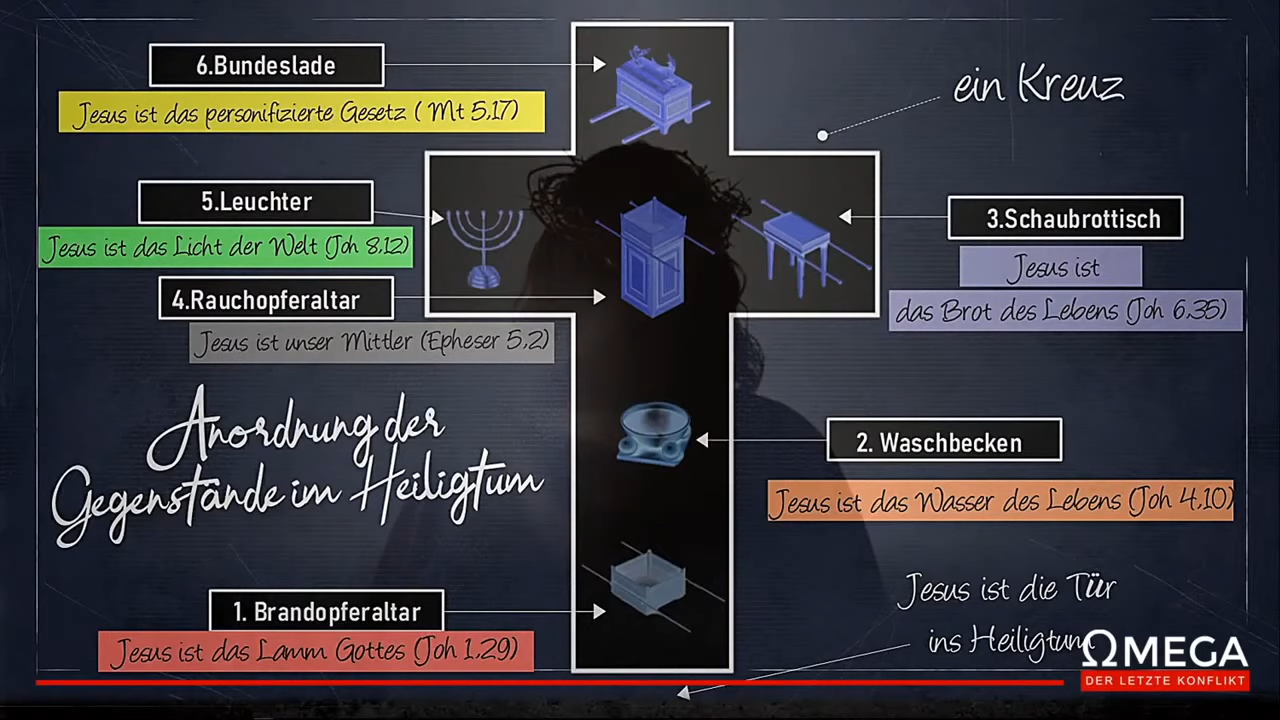 6.Bundeslade
Jesus ist das personifizierte Gesetz ( Mt 5,17)
ein Kreuz
5.Leuchter
Jesus ist das Licht der Welt (Joh 8,12)
3.Schaubrottisch
Jesus ist
das Brot des Lebens (Joh 6,35)
4.Rauchopferaltar
Jesus ist unser Mittler (Epheser 5,2)
Anordnung der
Gegenstände im Heiligtum
2. Waschbecken
Jesus ist das Wasser des Lebens (Joh 4,10)
1. Brandopferaltar
Jesus ist das Lamm Gottes (Joh 1,29)
Jesus ist die Tür
ins Heiligtum
ΩMEGA
DER LETZTE KONFLIKT